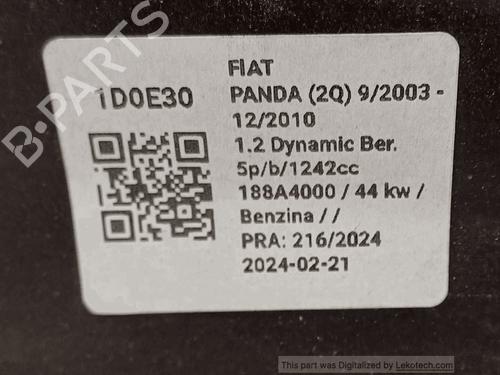 B-PARTS
1D0E30
FIAT
PANDA (2Q) 9/2003 -
12/2010
1.2 Dynamic Ber.
5p/b/1242cc
188A4000 / 44 kw /
Benzina / /
PRA: 216/2024
2024-02-21
This part was Digitalized by Lekotech.com